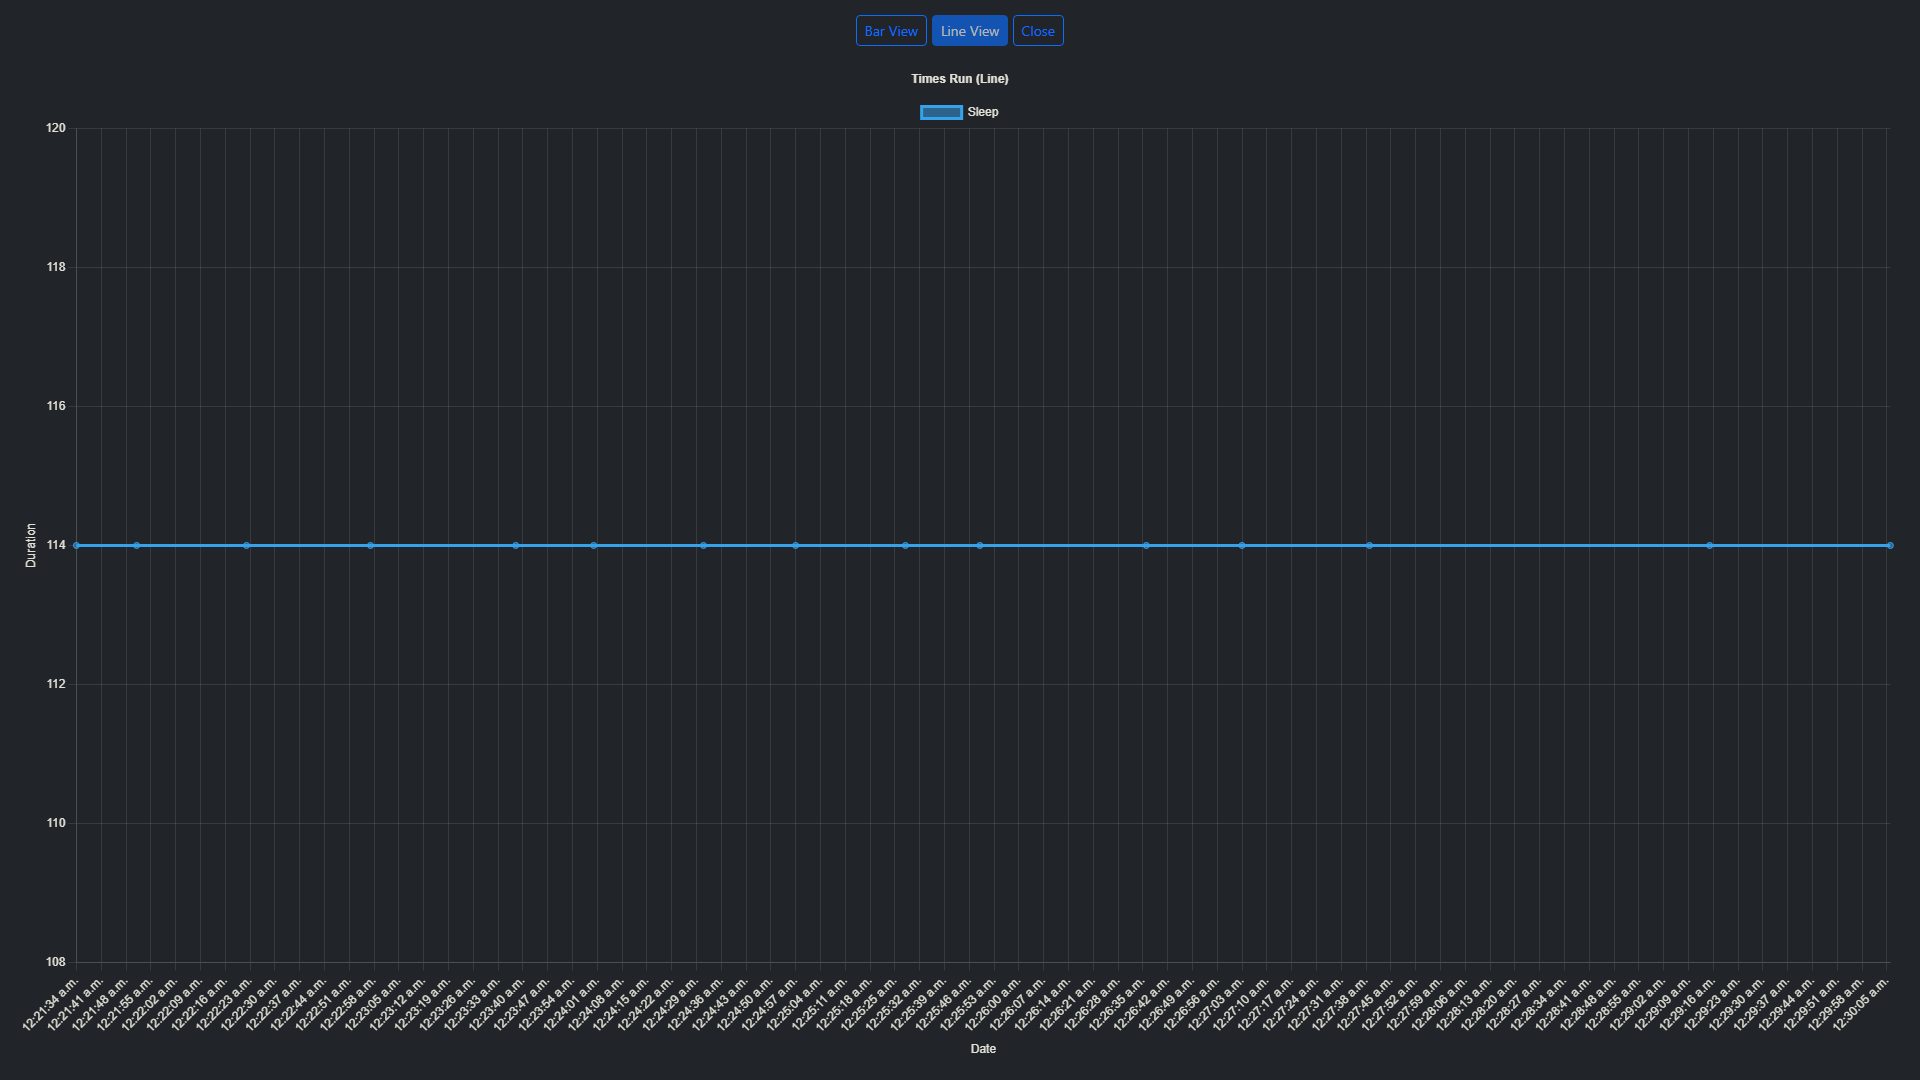 Bar View Line View Close
Times Run (Line)
Sleep
120
118
116
114
112
110
108
Duration
12:21:34 a.m. 12:21:41 a.m. 12:21:48 a.m. 12:21:55 a.m. 12:22:02 a.m. 12:22:09 a.m. 12:22:16 a.m. 12:22:23 a.m. 12:22:30 a.m. 12:22:37 a.m. 12:22:44 a.m. 12:22:51 a.m. 12:22:58 a.m. 12:23:05 a.m. 12:23:12 a.m. 12:23:19 a.m. 12:23:26 a.m. 12:23:33 a.m. 12:23:40 a.m. 12:23:47 a.m. 12:23:54 a.m. 12:24:01 a.m. 12:24:08 a.m. 12:24:15 a.m. 12:24:22 a.m. 12:24:29 a.m. 12:24:36 a.m. 12:24:43 a.m. 12:24:50 a.m. 12:24:57 a.m. 12:25:04 a.m. 12:25:11 a.m. 12:25:18 a.m. 12:25:25 a.m. 12:25:32 a.m. 12:25:39 a.m. 12:25:46 a.m. 12:25:53 a.m. 12:26:00 a.m. 12:26:07 a.m. 12:26:14 a.m. 12:26:21 a.m. 12:26:28 a.m. 12:26:35 a.m. 12:26:42 a.m. 12:26:49 a.m. 12:26:56 a.m. 12:27:03 a.m. 12:27:10 a.m. 12:27:17 a.m. 12:27:24 a.m. 12:27:31 a.m. 12:27:38 a.m. 12:27:45 a.m. 12:27:52 a.m. 12:27:59 a.m. 12:28:06 a.m. 12:28:13 a.m. 12:28:20 a.m. 12:28:27 a.m. 12:28:34 a.m. 12:28:41 a.m. 12:28:48 a.m. 12:28:55 a.m. 12:29:02 a.m. 12:29:09 a.m. 12:29:16 a.m. 12:29:23 a.m. 12:29:30 a.m. 12:29:37 a.m. 12:29:44 a.m. 12:29:51 a.m. 12:29:58 a.m. 12:30:05 a.m.
Date